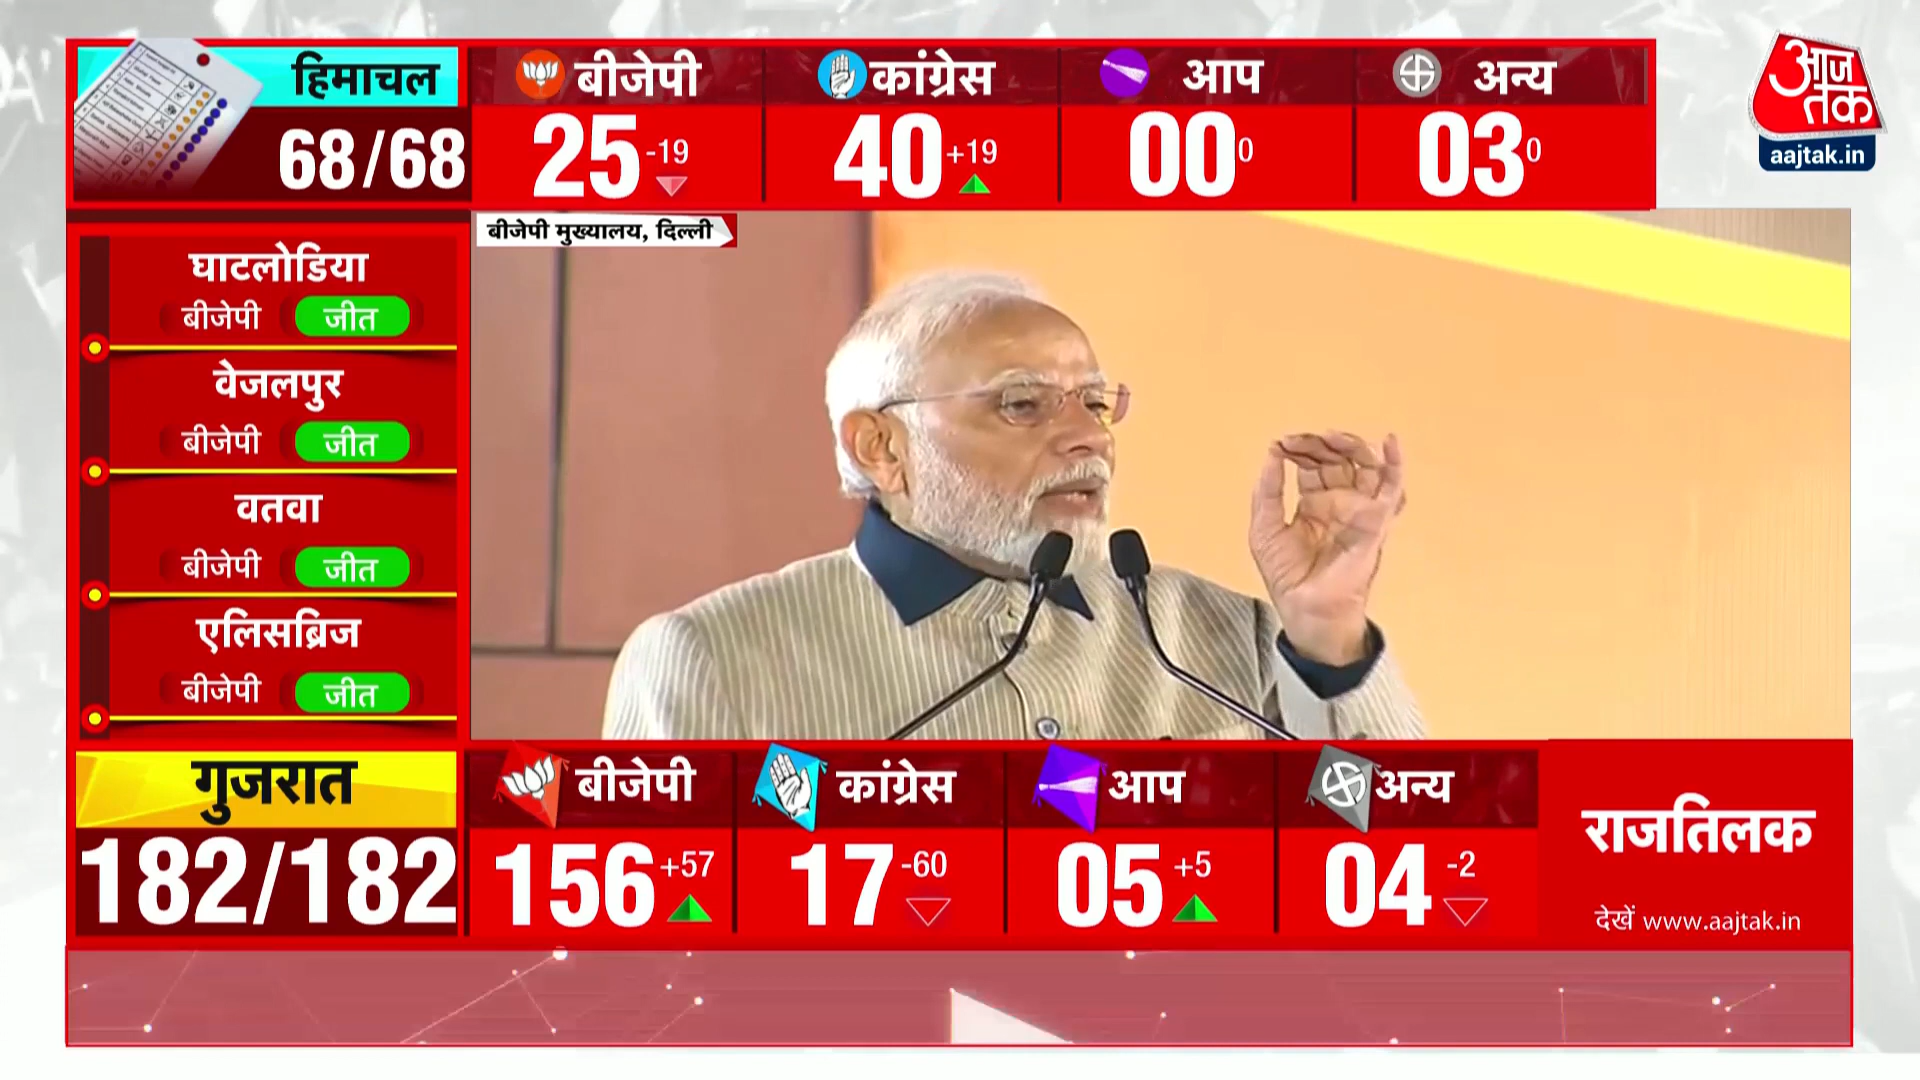 हिमाचल
68/68
बीजेपी
25 -19
कांग्रेस
40 +19
आप
00 0
अन्य
03 0
आज
तक
aajtak.in
बीजेपी मुख्यालय, दिल्ली
घाटलोडिया
बीजेपी जीत
वेजलपुर
बीजेपी जीत
वतवा
बीजेपी जीत
एलिसब्रिज
बीजेपी जीत
गुजरात
182/182
बीजेपी
156 +57
कांग्रेस
17 -60
आप
05 +5
अन्य
04 -2
राजतिलक
देखें www.aajtak.in